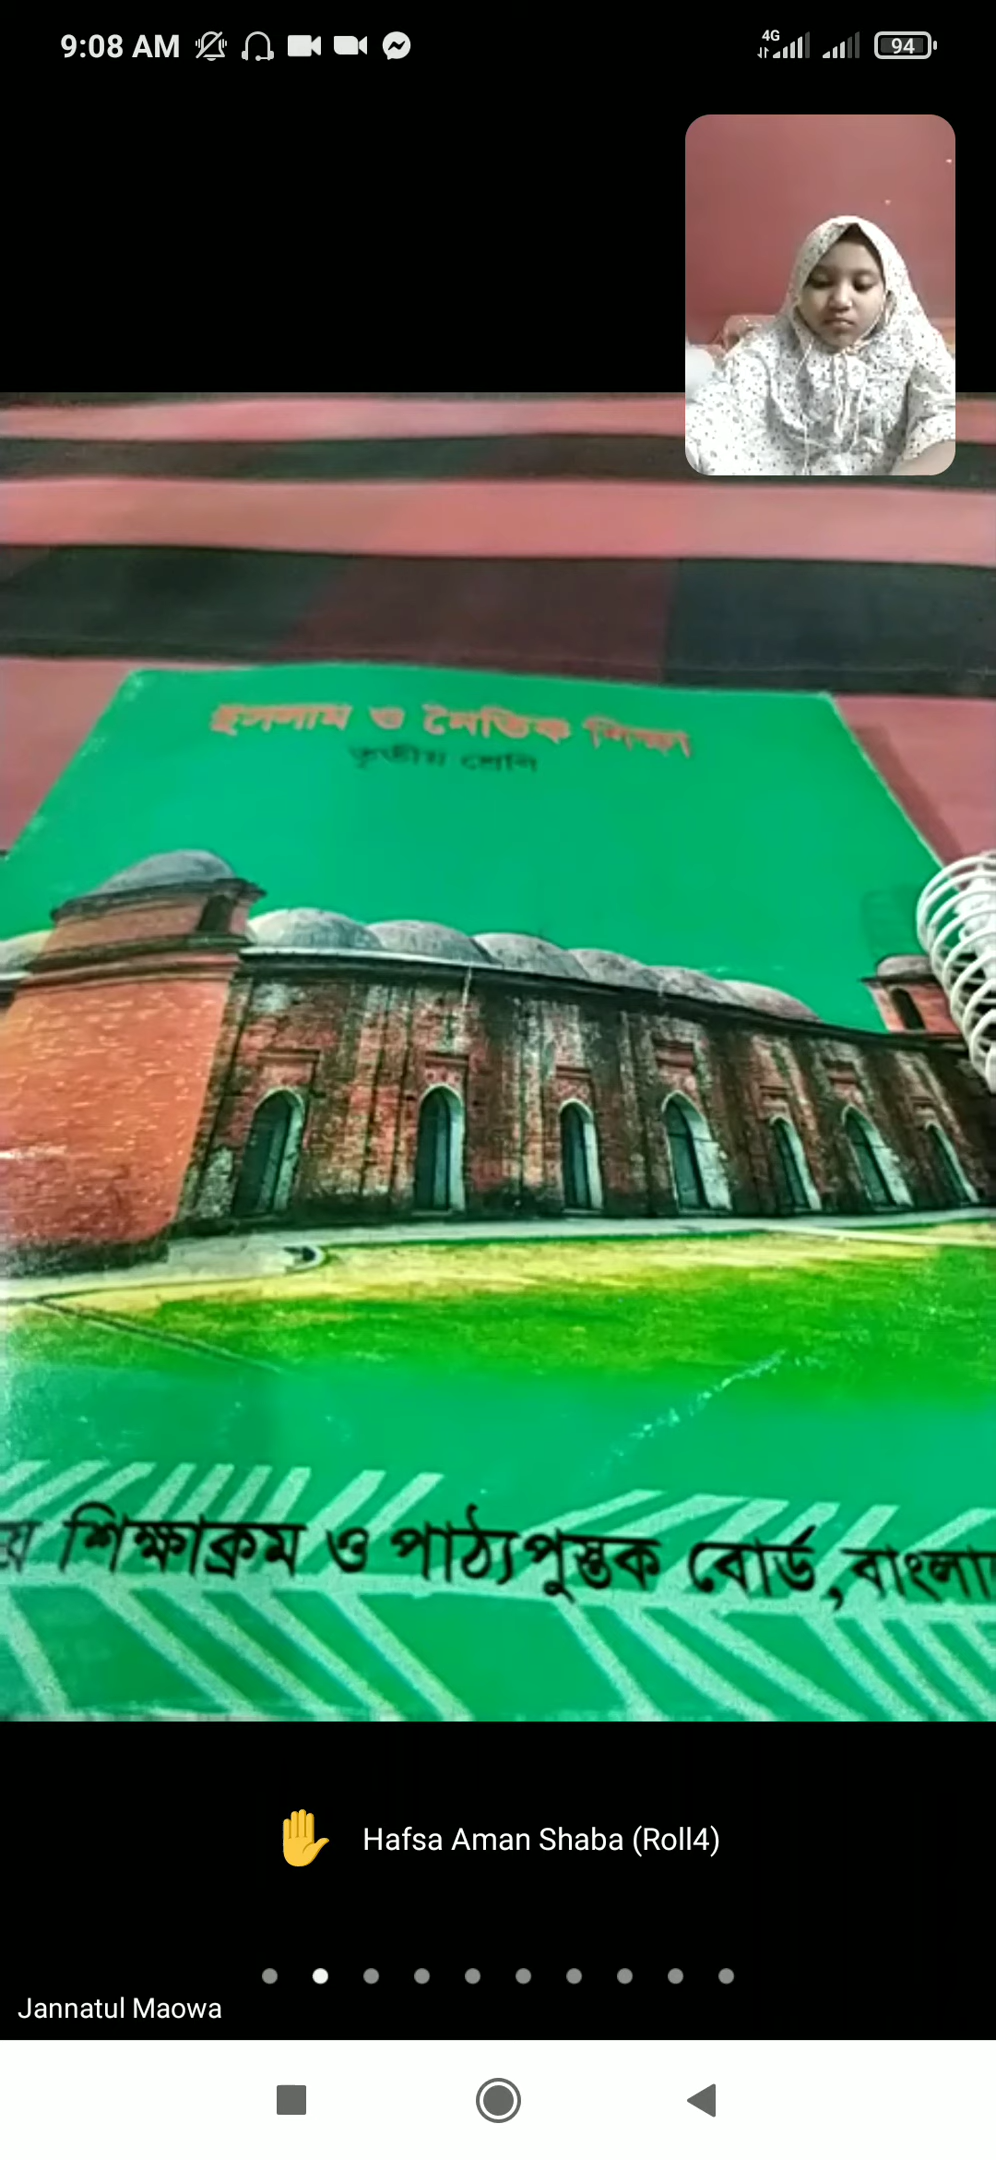 9:08 AM
4G
94
ইসলাম ও নৈতিক শিক্ষা
তৃতীয় শ্রেণি
শিক্ষাক্রম ও পাঠ্যপুস্তক বোর্ড,
Hafsa Aman Shaba (Roll4)
Jannatul Maowa